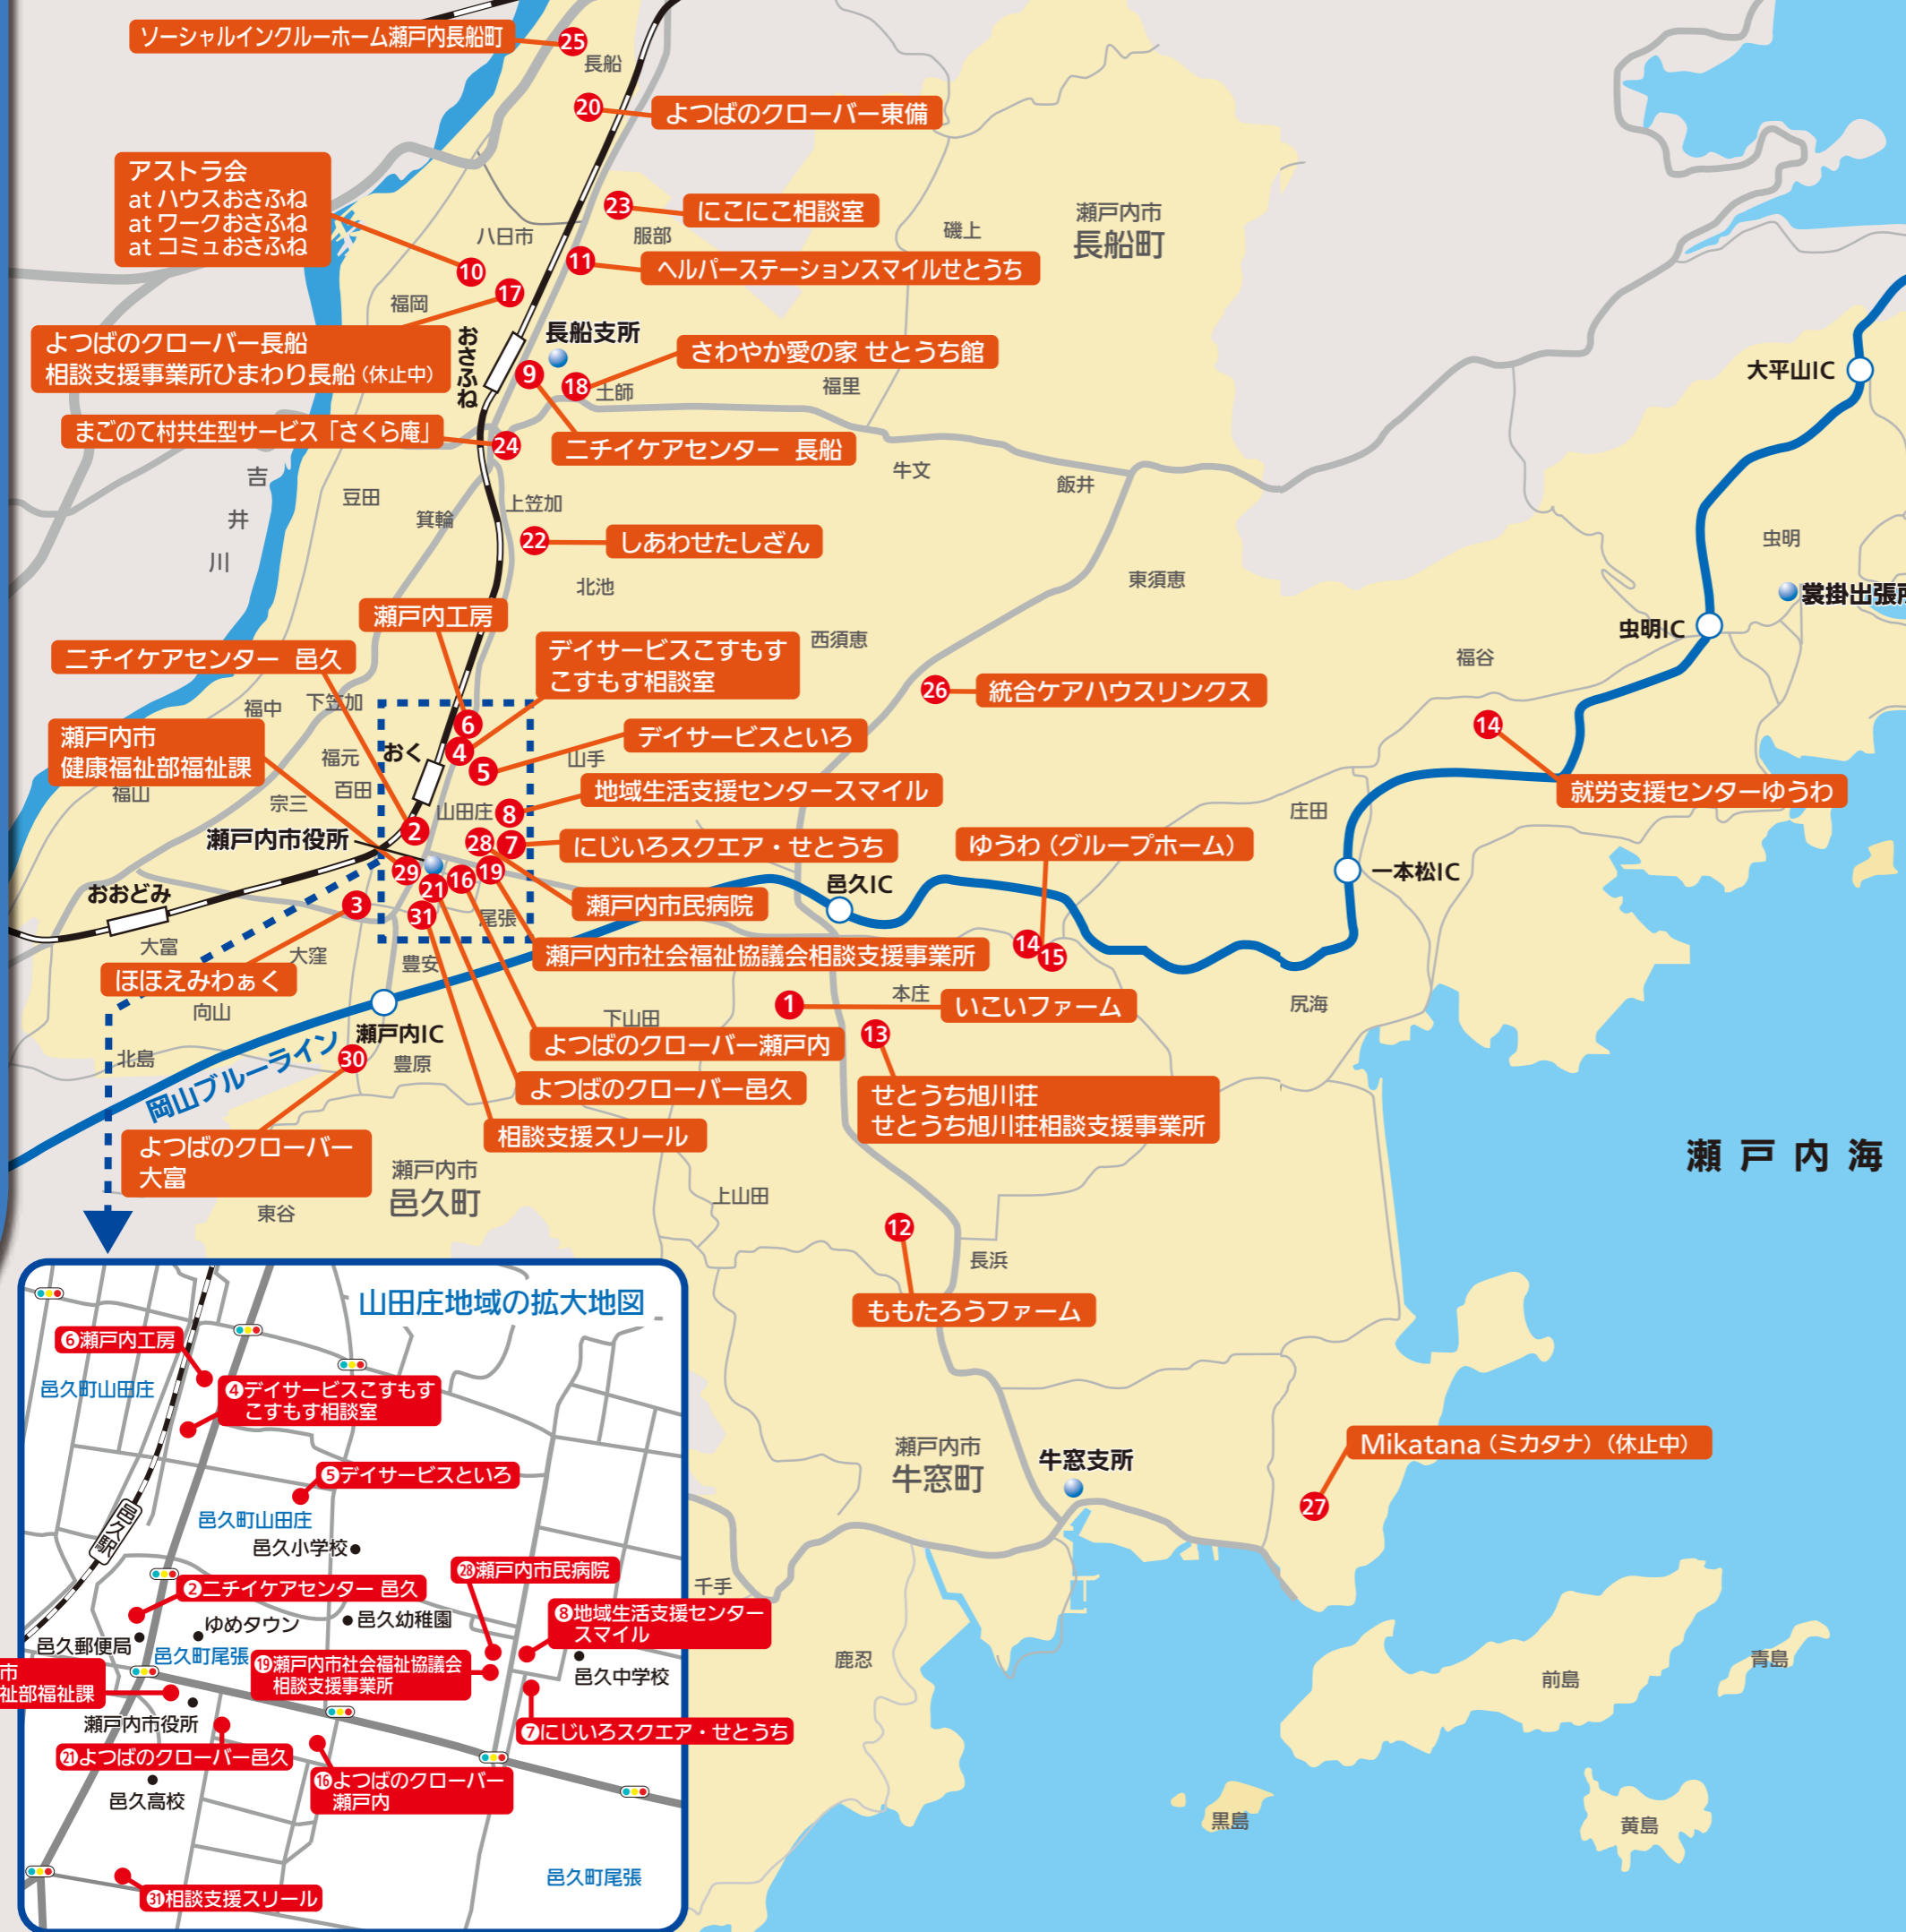 ソーシャルインクルーホーム瀬戸内長船町
25
長船
20
よつばのクローバー東備
アストラ会
at ハウスおさふね
at ワークおさふね
at コミュおさふね
23
にこにこ相談室
瀬戸内市
長船町
八日市
服部
磯上
10
11
ヘルパーステーションスマイルせとうち
17
福岡
よつばのクローバー長船
相談支援事業所ひまわり長船(休止中)
おさふね
長船支所
さわやか愛の家 せとうち館
9
18
土師
福里
大平山IC
まごのて村共生型サービス「さくら庵」
24
ニチイケアセンター 長船
吉井川
豆田
箕輪
上笠加
牛文
飯井
22
しあわせたしざん
虫明
北池
東須恵
裳掛出張所
瀬戸内工房
虫明IC
ニチイケアセンター 邑久
デイサービスこすもす
こすもす相談室
西須恵
福谷
福中
下笠加
26
統合ケアハウスリンクス
瀬戸内市
健康福祉部福祉課
6
4
5
デイサービスといろ
14
福元
おく
山手
百田
福山
宗三
山田庄
8
地域生活支援センタースマイル
就労支援センターゆうわ
庄田
瀬戸内市役所
2
28
7
にじいろスクエア・せとうち
ゆうわ(グループホーム)
29
21
16
19
邑久IC
一本松IC
おおどみ
3
31
尾張
瀬戸内市民病院
大富
大窪
豊安
瀬戸内市社会福祉協議会相談支援事業所
14
15
ほほえみわぁく
向山
瀬戸内IC
下山田
1
本庄
いこいファーム
尻海
13
北島
岡山ブルーライン
30
豊原
よつばのクローバー瀬戸内
よつばのクローバー邑久
せとうち旭川荘
せとうち旭川荘相談支援事業所
相談支援スリール
よつばのクローバー
大富
瀬戸内海
瀬戸内市
邑久町
東谷
上山田
12
長浜
ももたろうファーム
山田庄地域の拡大地図
❻瀬戸内工房
邑久町山田庄
❹デイサービスこすもす
こすもす相談室
瀬戸内市
牛窓町
牛窓支所
Mikatana(ミカタナ)(休止中)
27
❺デイサービスといろ
邑久駅
邑久町山田庄
邑久小学校
㉘瀬戸内市民病院
❷ニチイケアセンター 邑久
千手
❽地域生活支援センター
スマイル
ゆめタウン
邑久幼稚園
邑久郵便局
邑久町尾張
⑲瀬戸内市社会福祉協議会
相談支援事業所
邑久中学校
鹿忍
前島
青島
市
祉部福祉課
瀬戸内市役所
❼にじいろスクエア・せとうち
㉑よつばのクローバー邑久
⑯よつばのクローバー
瀬戸内
邑久高校
黒島
黄島
邑久町尾張
㉛相談支援スリール